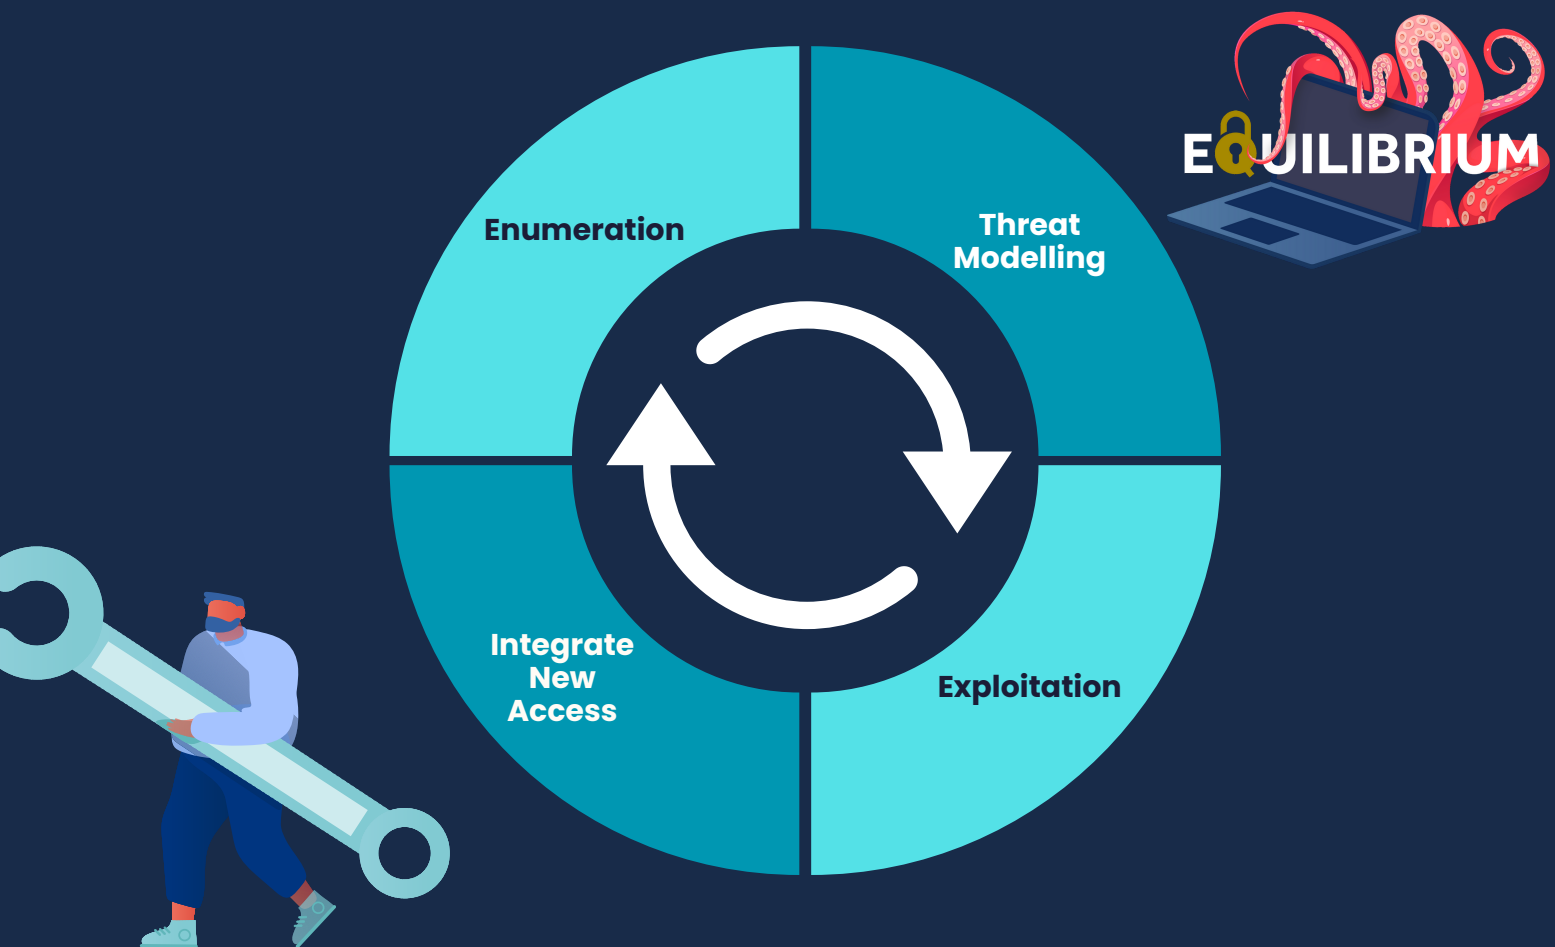 EQUILIBRIUM
Enumeration
Threat
Modelling
Integrate
New
Access
Exploitation